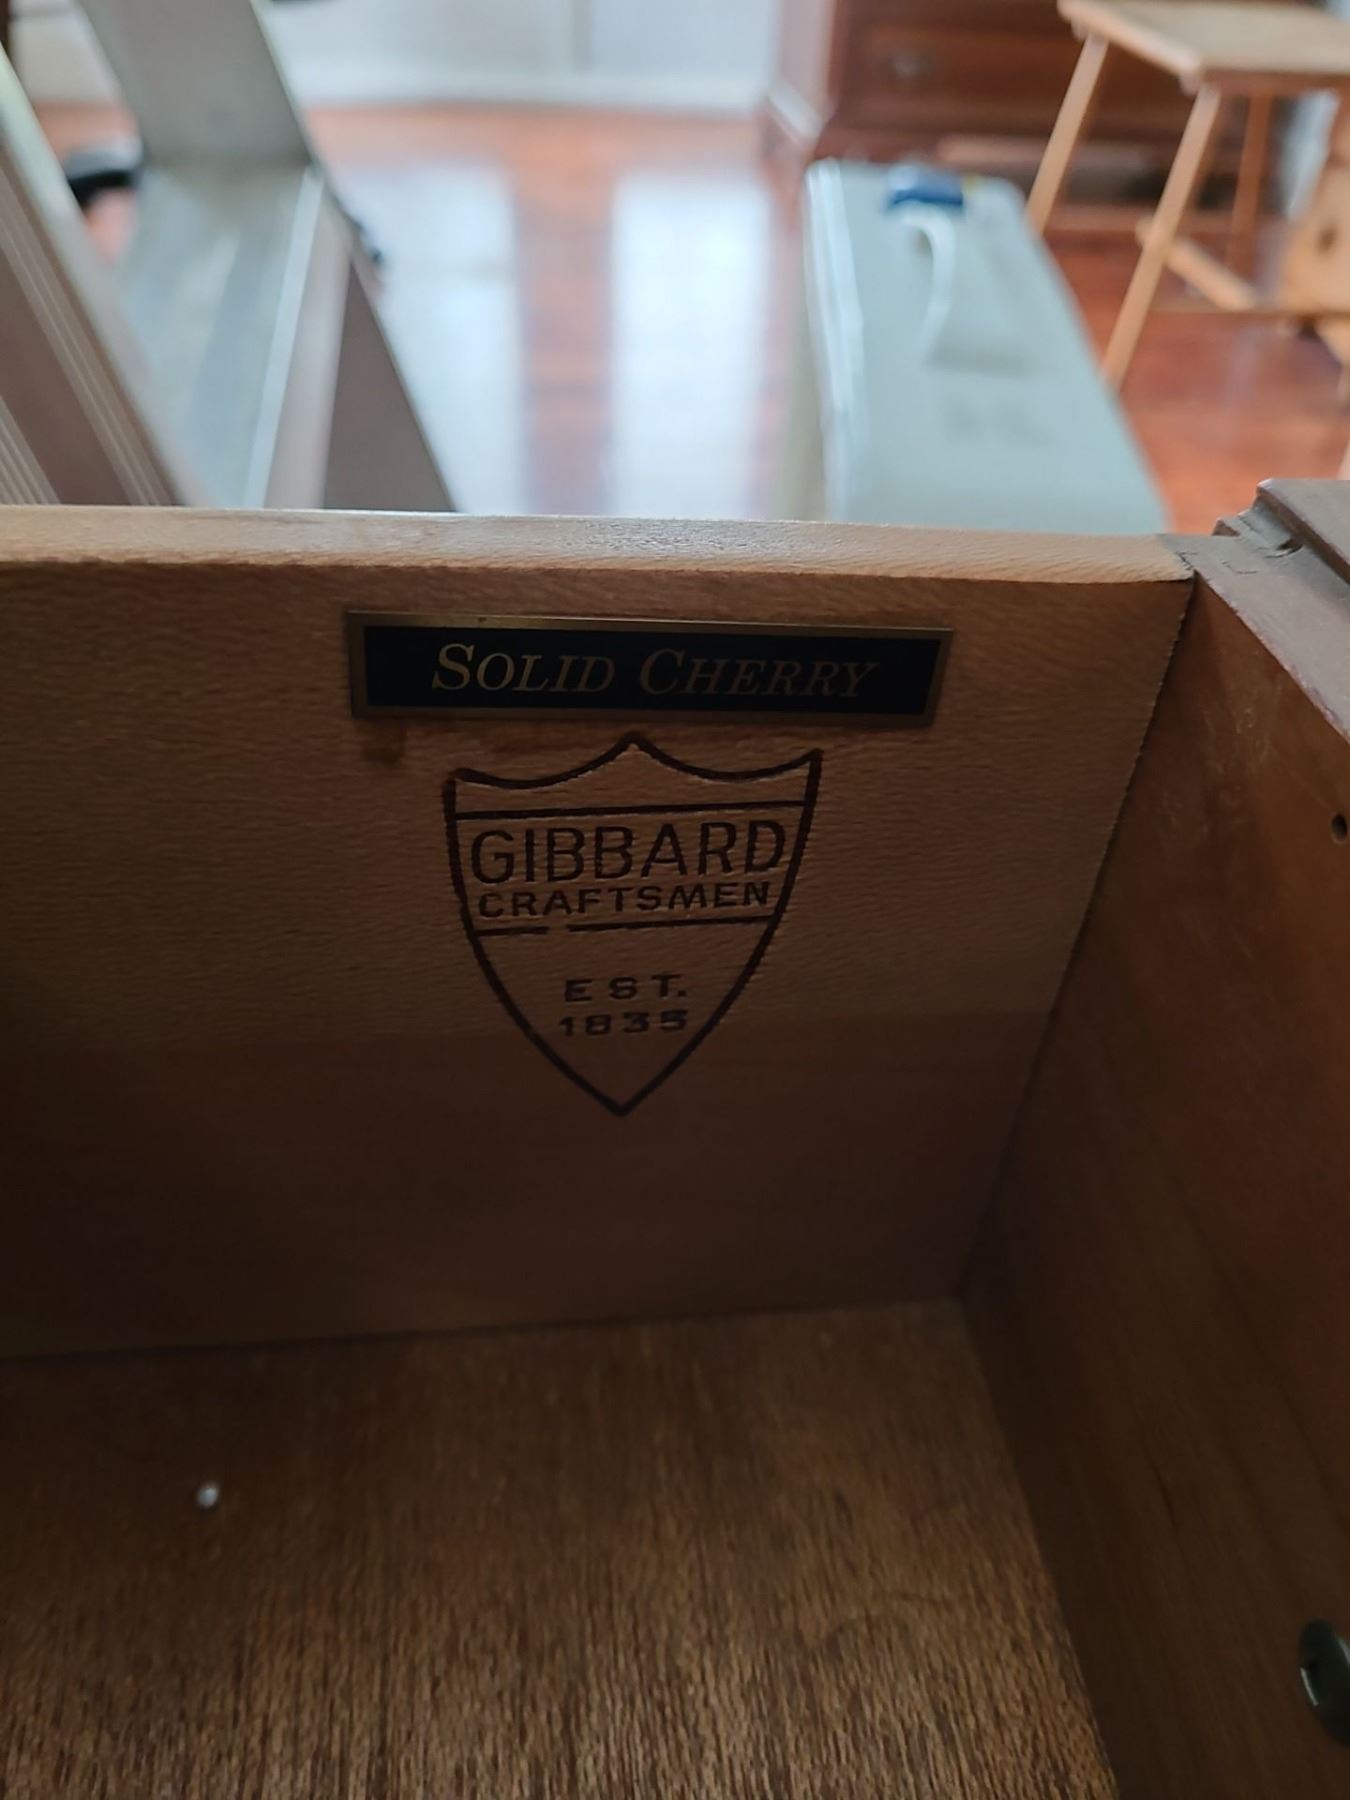 SOLID CHERRY
GIBBARD
CRAFTSMEN
EST.
1835